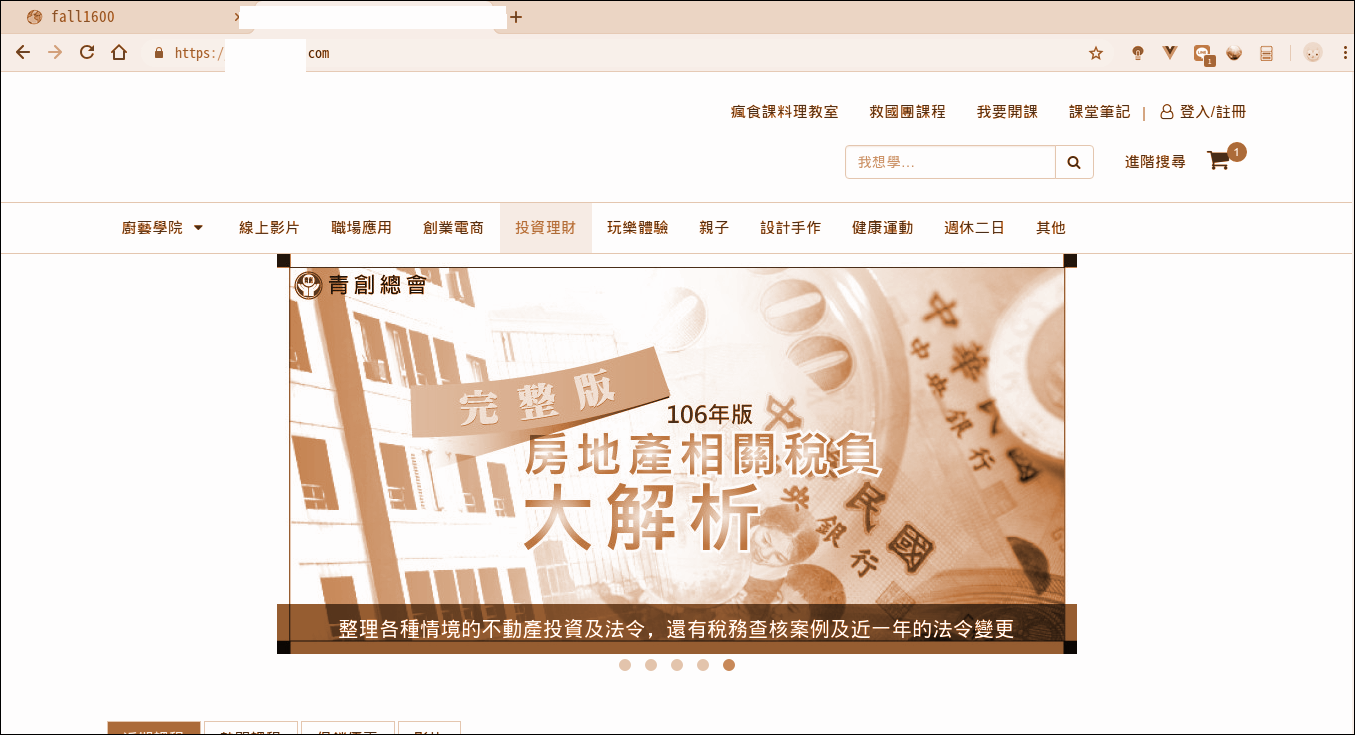 fall1600
https:/ com
瘋食課料理教室 救國團課程 我要開課 課堂筆記 | 登入/註冊
我想學... 進階搜尋 1
廚藝學院 線上影片 職場應用 創業電商 投資理財 玩樂體驗 親子 設計手作 健康運動 週休二日 其他
青創總會
中華
中央銀行
完整版
106年版
房地產相關稅負
大解析
民國
銀行
整理各種情境的不動產投資及法令，還有稅務查核案例及近一年的法令變更